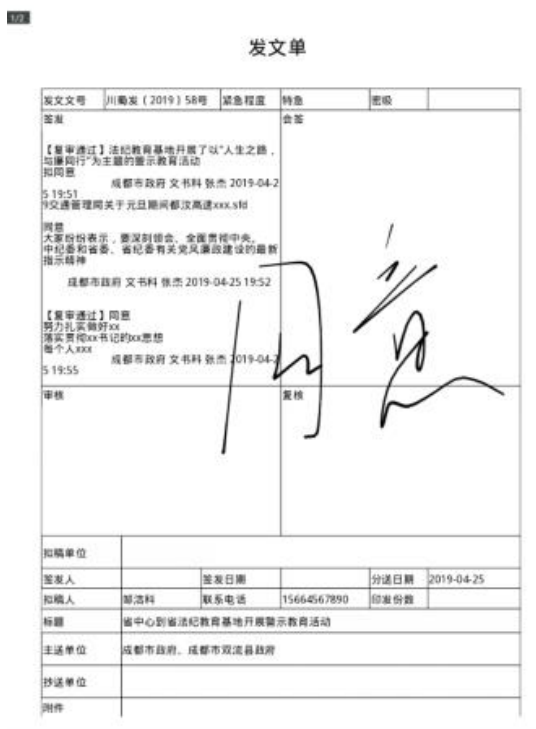 1/2
发文单
发文文号 川蜀发（2019）58号 紧急程度 特急 密级
签发 会签
【复审通过】法纪教育基地开展了以"人生之路，
与廉同行"为主题的警示教育活动
拟同意
成都市政府 文书科 张杰 2019-04-2
5 19:51
9交通管理局关于元旦期间都汶高速xxx.sfd
同意
大家纷纷表示，要深刻领会、全面贯彻中央、
中纪委和省委、省纪委有关党风廉政建设的最新
指示精神
成都市政府 文书科 张杰 2019-04-25 19:52
【复审通过】同意
努力扎实做好xx
落实贯彻xx书记的xx思想
每个人xxx
成都市政府 文书科 张杰 2019-04-2
5 19:55
同意
审核 复核
拟稿单位
签发人 签发日期 分送日期 2019-04-25
拟稿人 邹洁科 联系电话 15664567890 印发份数
标题 省中心到省法纪教育基地开展警示教育活动
主送单位 成都市政府、成都市双流县政府
抄送单位
附件